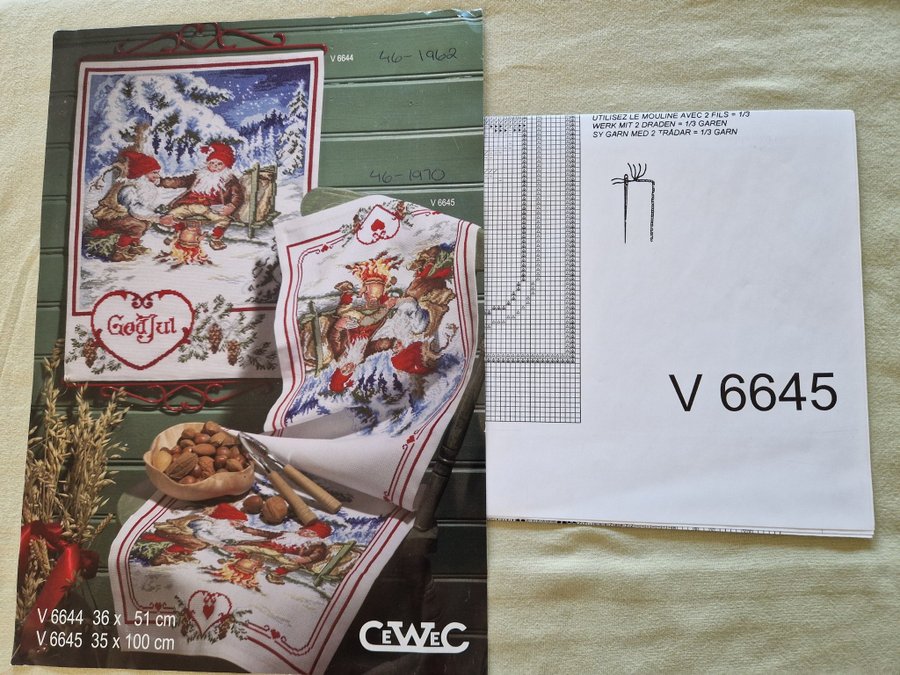 V 6644
46-1962
46-1970
V 6645
God Jul
V 6644 36 x 51 cm
V 6645 35 x 100 cm
CeWeC
UTILISEZ LE MOULINE AVEC 2 FILS = 1/3
WERK MIT 2 DRADEN = 1/3 GAREN
SY GARN MED 2 TRÅDAR = 1/3 GARN
V 6645